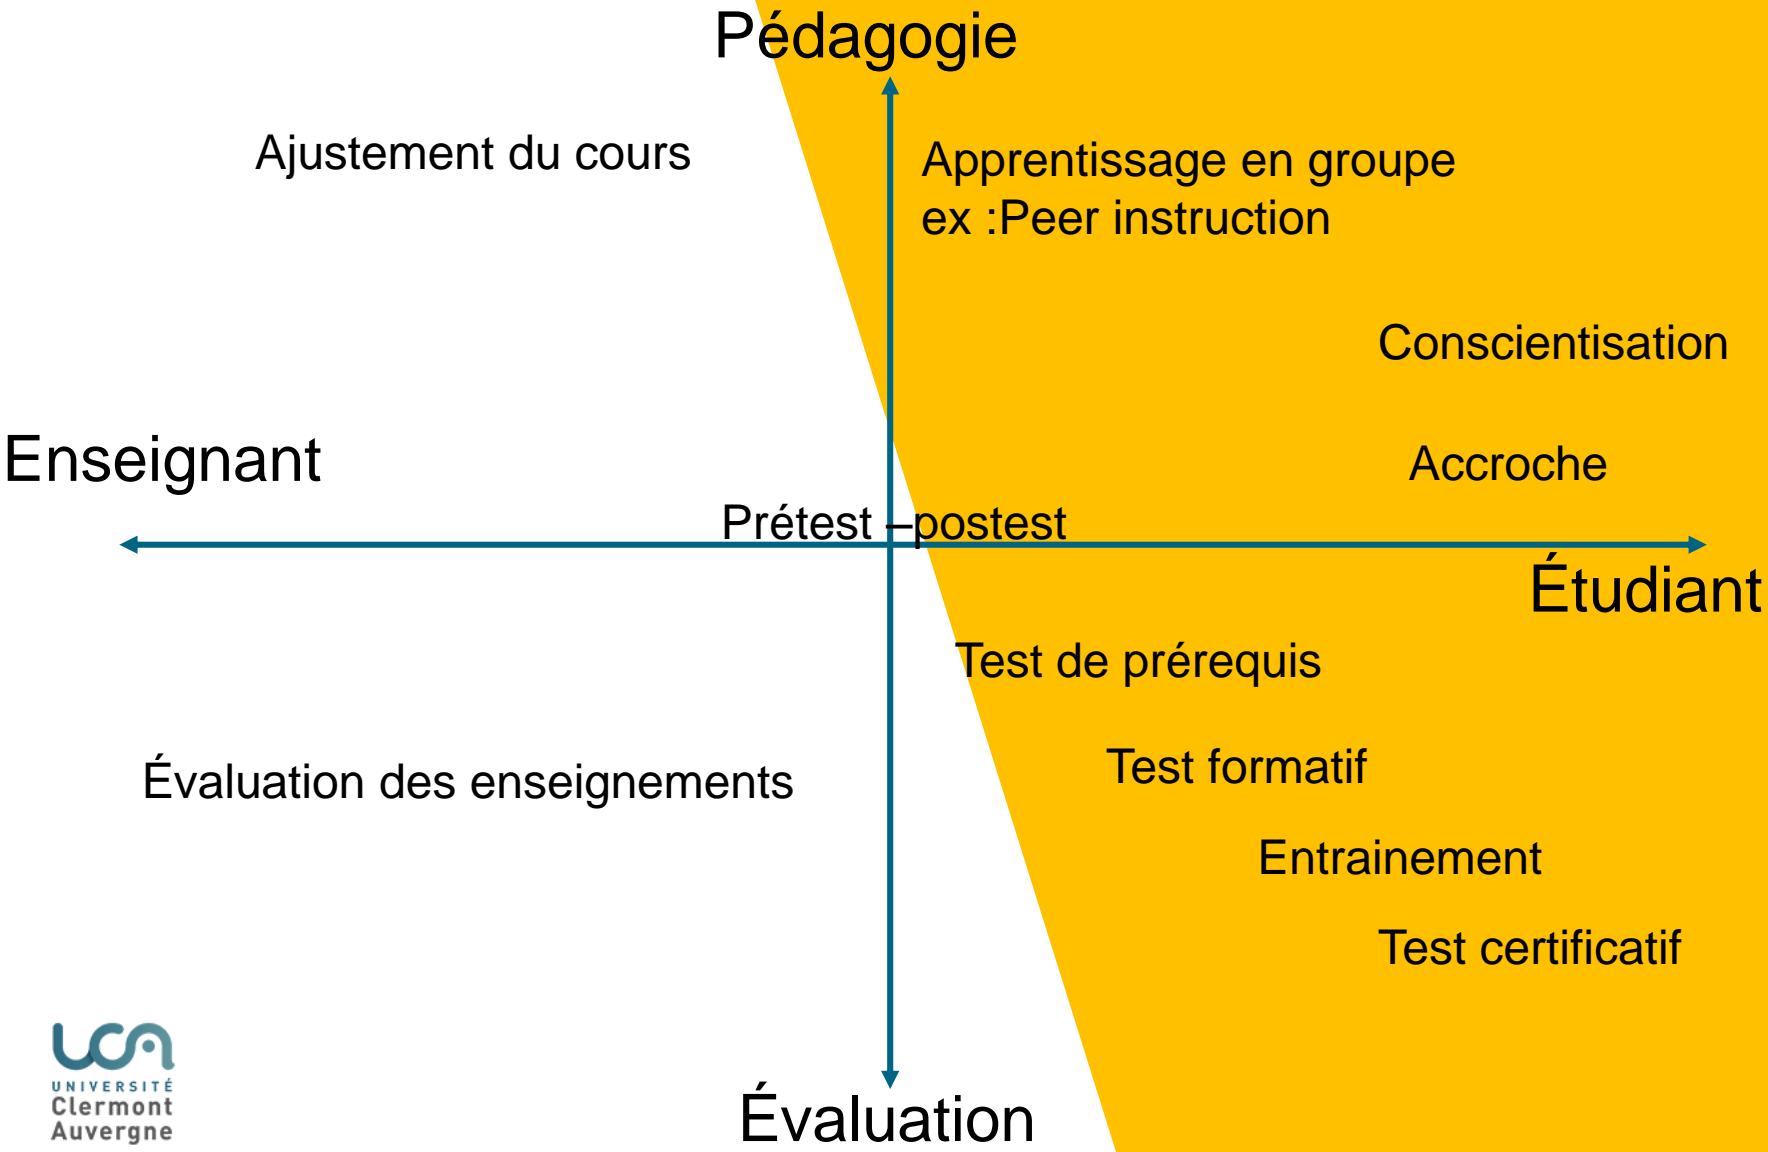 Pédagogie
Ajustement du cours
Apprentissage en groupe
ex :Peer instruction
Conscientisation
Enseignant
Accroche
Prétest –postest
Étudiant
Test de prérequis
Test formatif
Évaluation des enseignements
Entrainement
Test certificatif
UCA
UNIVERSITÉ
Clermont
Auvergne
Évaluation